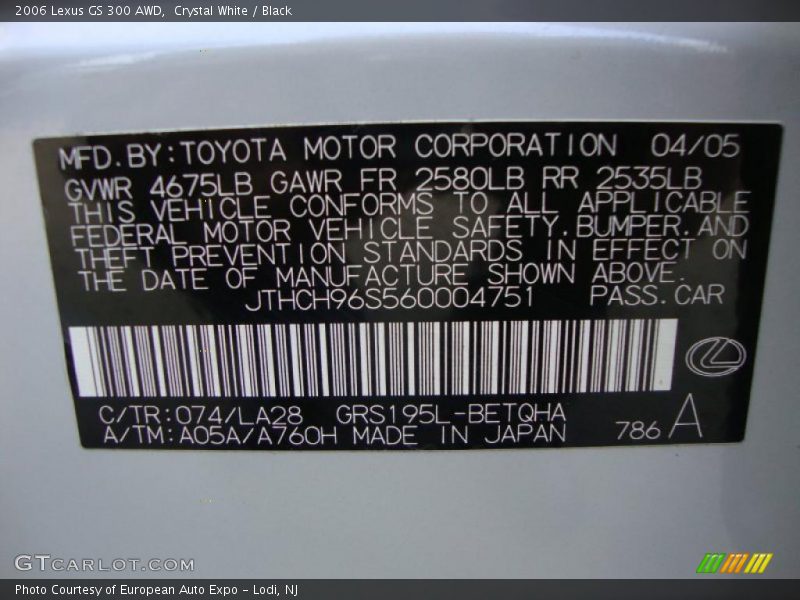 2006 Lexus GS 300 AWD,  Crystal White / Black
MFD.BY:TOYOTA MOTOR CORPORATION 04/05
GVWR 4675LB GAWR FR 2580LB RR 2535LB
THIS VEHICLE CONFORMS TO ALL APPLICABLE
FEDERAL MOTOR VEHICLE SAFETY.BUMPER.AND
THEFT PREVENTION STANDARDS IN EFFECT ON
THE DATE OF MANUFACTURE SHOWN ABOVE.
JTHCH96S560004751 PASS.CAR
C/TR:074/LA28 GRS195L-BETQHA
A/TM:A05A/A760H MADE IN JAPAN 786 A
GTCARLOT.COM
Photo Courtesy of European Auto Expo - Lodi, NJ